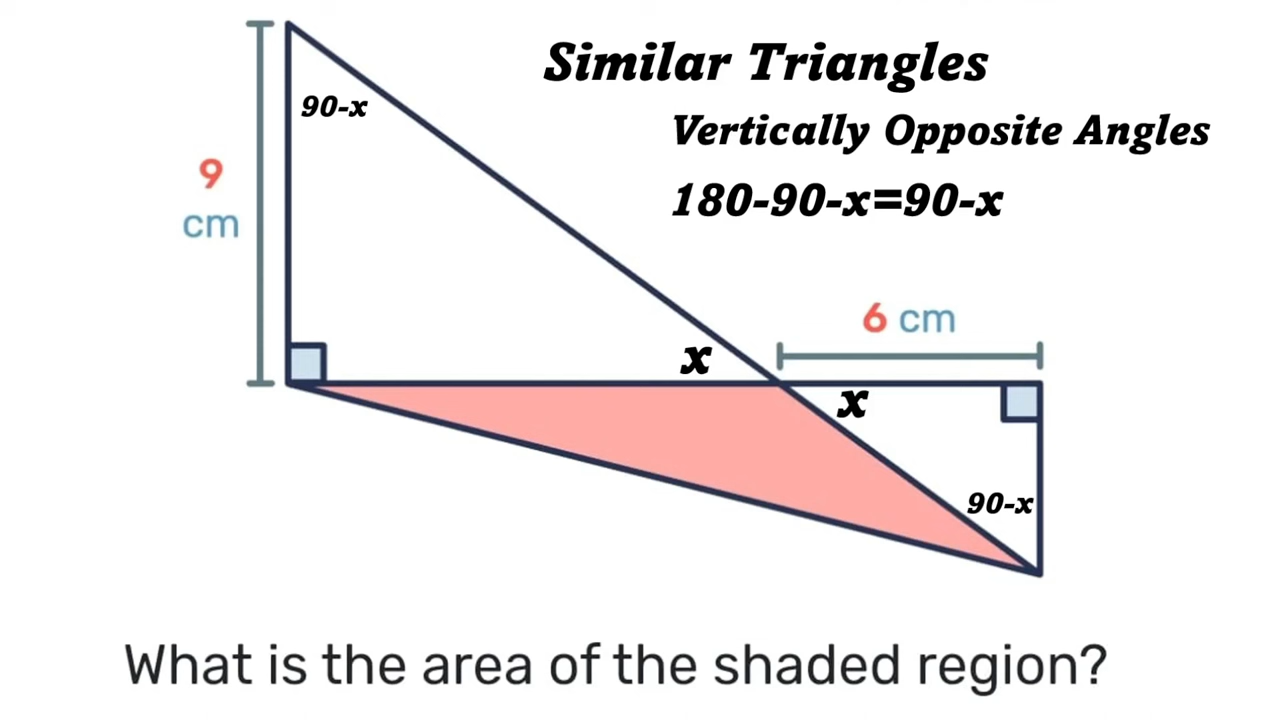 Similar Triangles
Vertically Opposite Angles
180-90-x=90-x
90-x
9
cm
6 cm
x
x
90-x
What is the area of the shaded region?